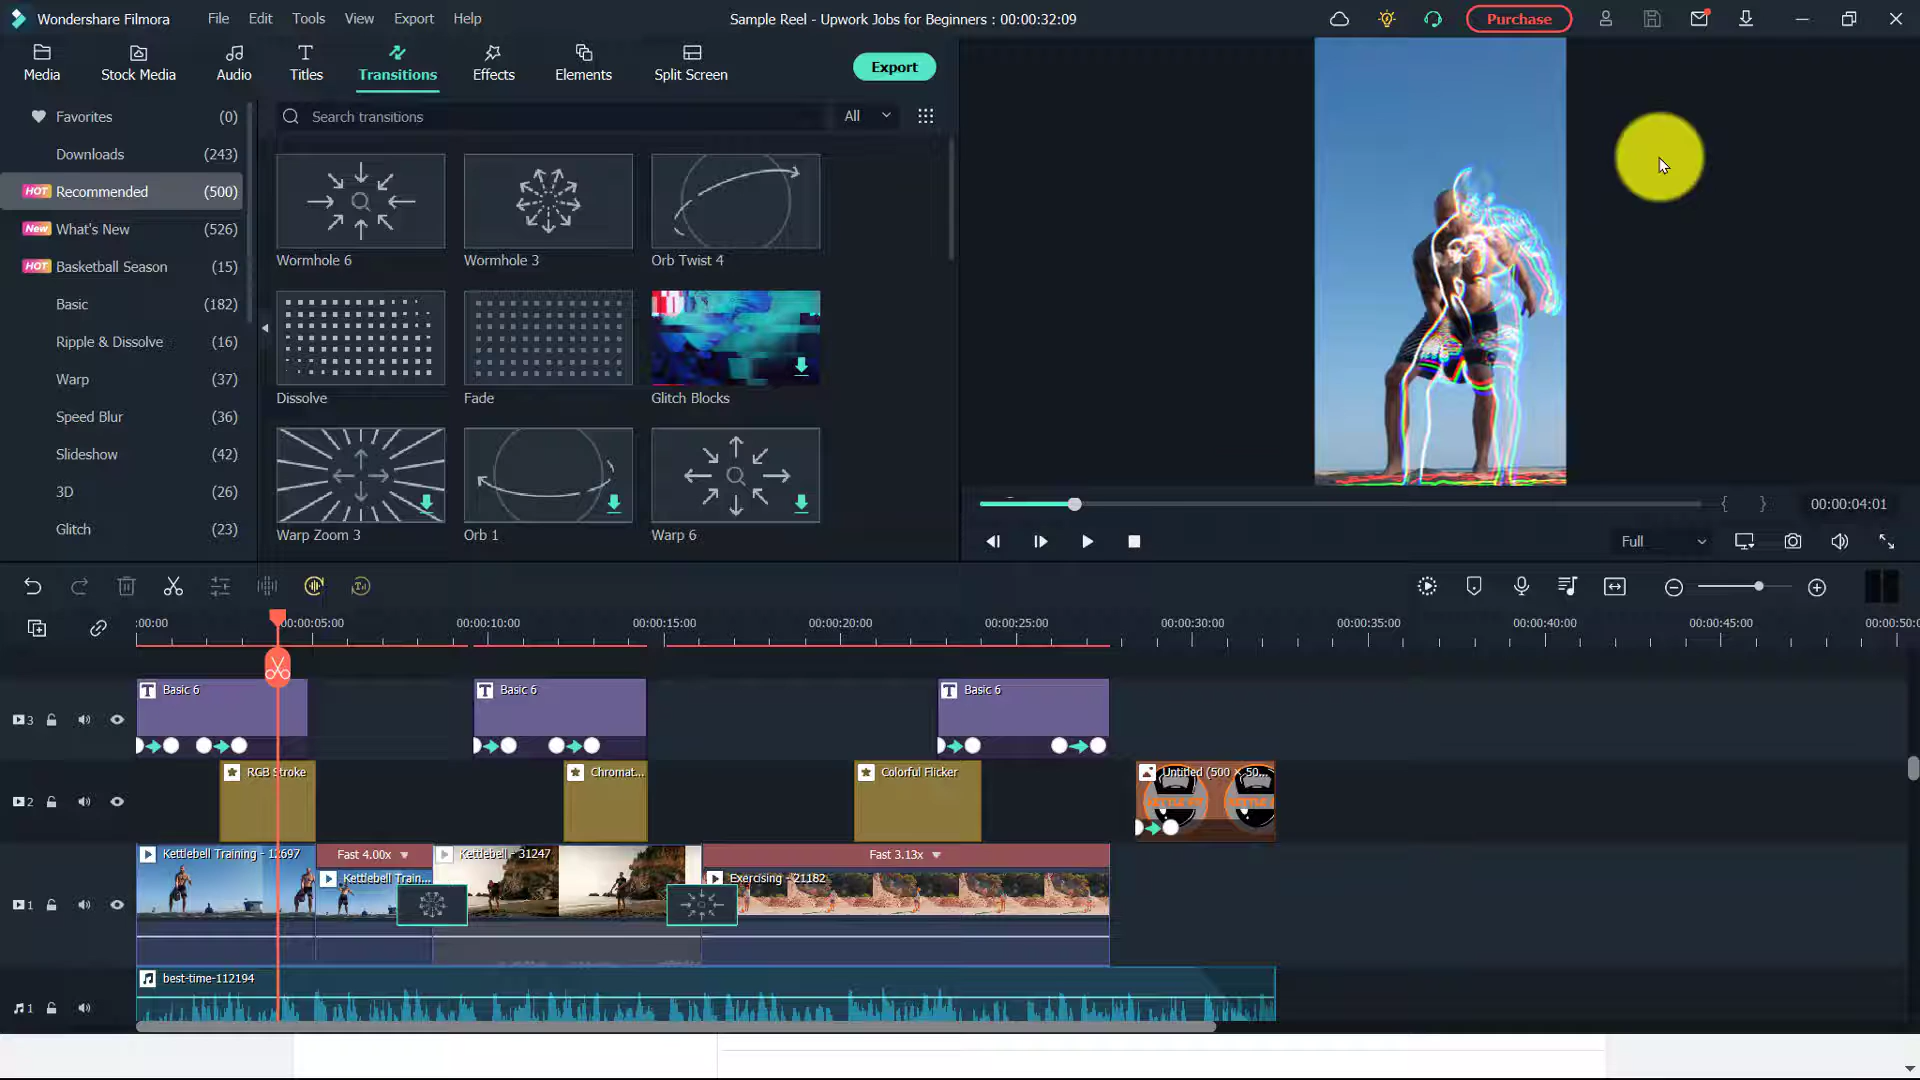 Wondershare Filmora File Edit Tools View Export Help Sample Reel - Upwork Jobs for Beginners : 00:00:32:09 Purchase
Media Stock Media Audio Titles Transitions Effects Elements Split Screen Export
Favorites (0)
Downloads (243)
HOT Recommended (500)
New What's New (526)
HOT Basketball Season (15)
Basic (182)
Ripple & Dissolve (16)
Warp (37)
Speed Blur (36)
Slideshow (42)
3D (26)
Glitch (23)
Search transitions All
Wormhole 6 Wormhole 3 Orb Twist 4
Dissolve Fade Glitch Blocks
Warp Zoom 3 Orb 1 Warp 6
{ } 00:00:04:01
Full
:00:00 00:00:05:00 00:00:10:00 00:00:15:00 00:00:20:00 00:00:25:00 00:00:30:00 00:00:35:00 00:00:40:00 00:00:45:00 00:00:50:0
3 T Basic 6 T Basic 6 T Basic 6
2 RGB Stroke Chromat... Colorful Flicker Untitled (500 × 50...
Kettlebell Training - 12697 Fast 4.00x Kettlebell - 31247 Fast 3.13x
Kettlebell Train... Exercising - 21182
1
best-time-112194
1